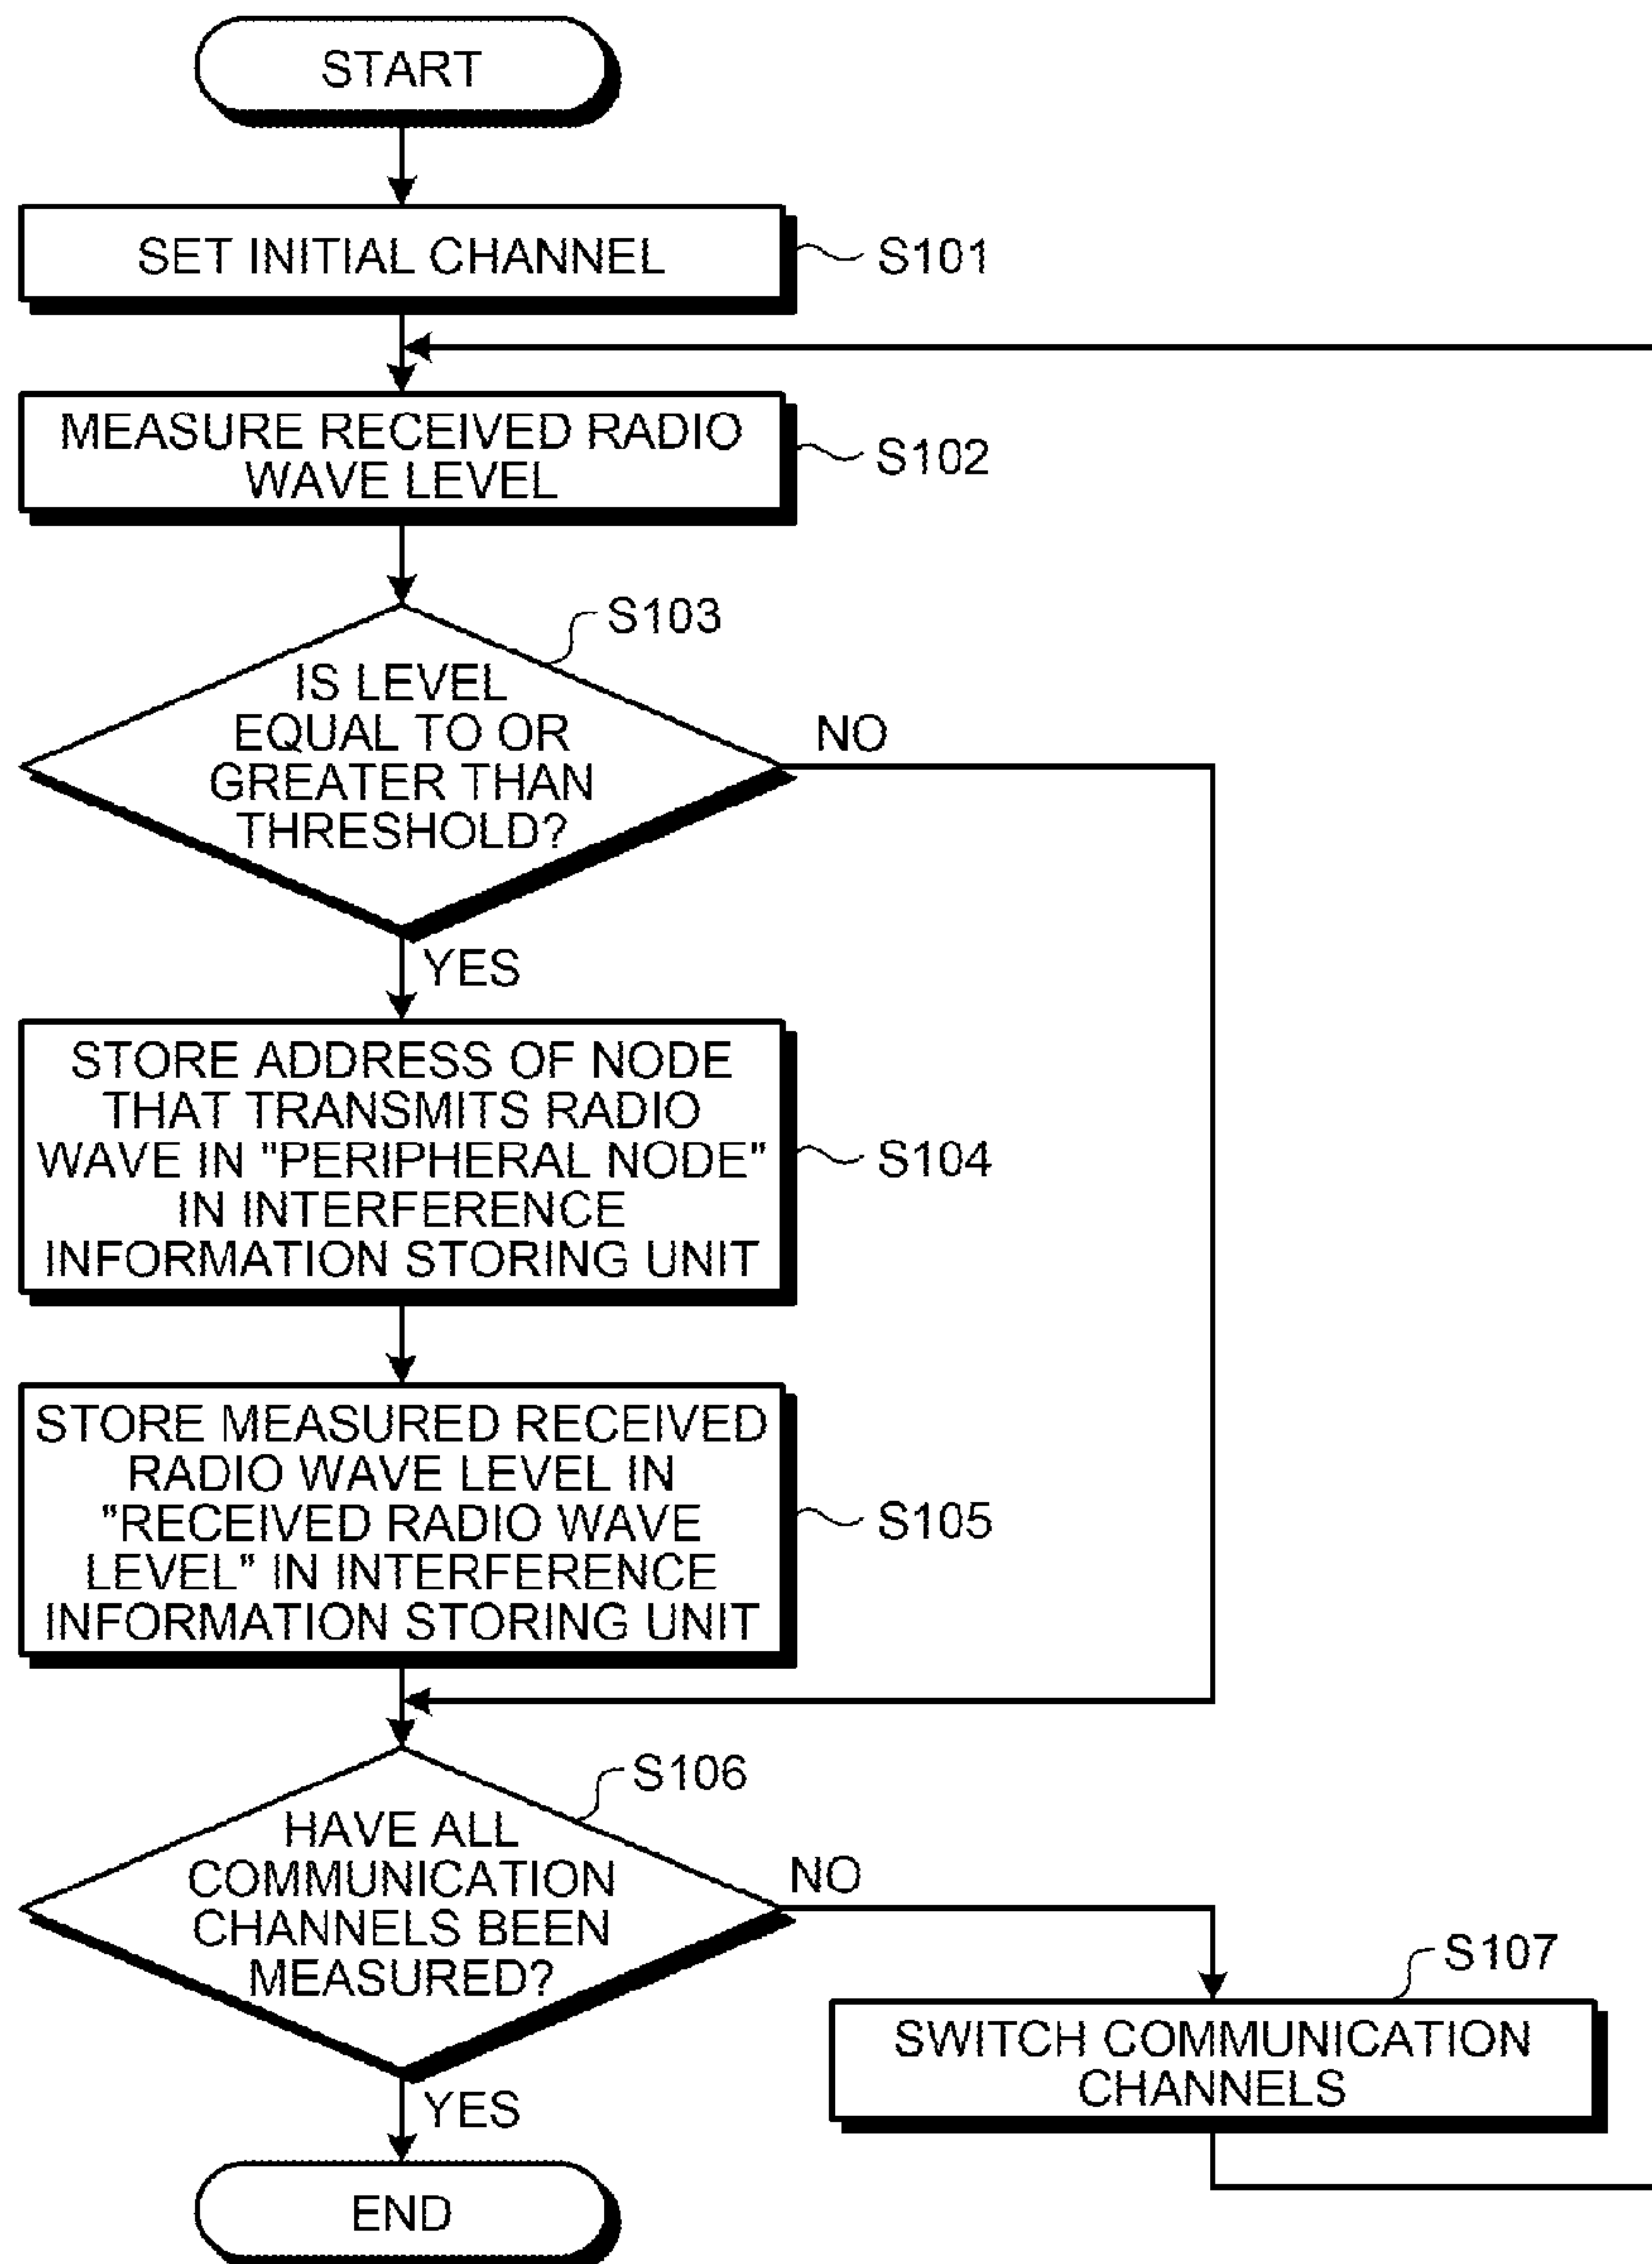 START
SET INITIAL CHANNEL
S101
MEASURE RECEIVED RADIO
WAVE LEVEL
S102
S103
IS LEVEL
EQUAL TO OR
GREATER THAN
THRESHOLD?
NO
YES
STORE ADDRESS OF NODE
THAT TRANSMITS RADIO
WAVE IN "PERIPHERAL NODE"
IN INTERFERENCE
INFORMATION STORING UNIT
S104
STORE MEASURED RECEIVED
RADIO WAVE LEVEL IN
"RECEIVED RADIO WAVE
LEVEL" IN INTERFERENCE
INFORMATION STORING UNIT
S105
S106
HAVE ALL
COMMUNICATION
CHANNELS BEEN
MEASURED?
NO
S107
SWITCH COMMUNICATION
CHANNELS
YES
END